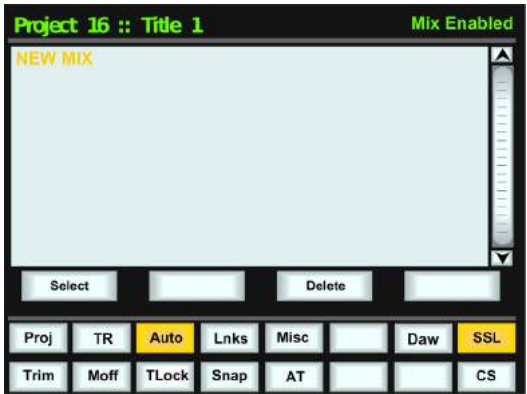 Project 16 :: Title 1 Mix Enabled
NEW MIX
Select Delete
Proj TR Auto Lnks Misc Daw SSL
Trim Moff TLock Snap AT CS